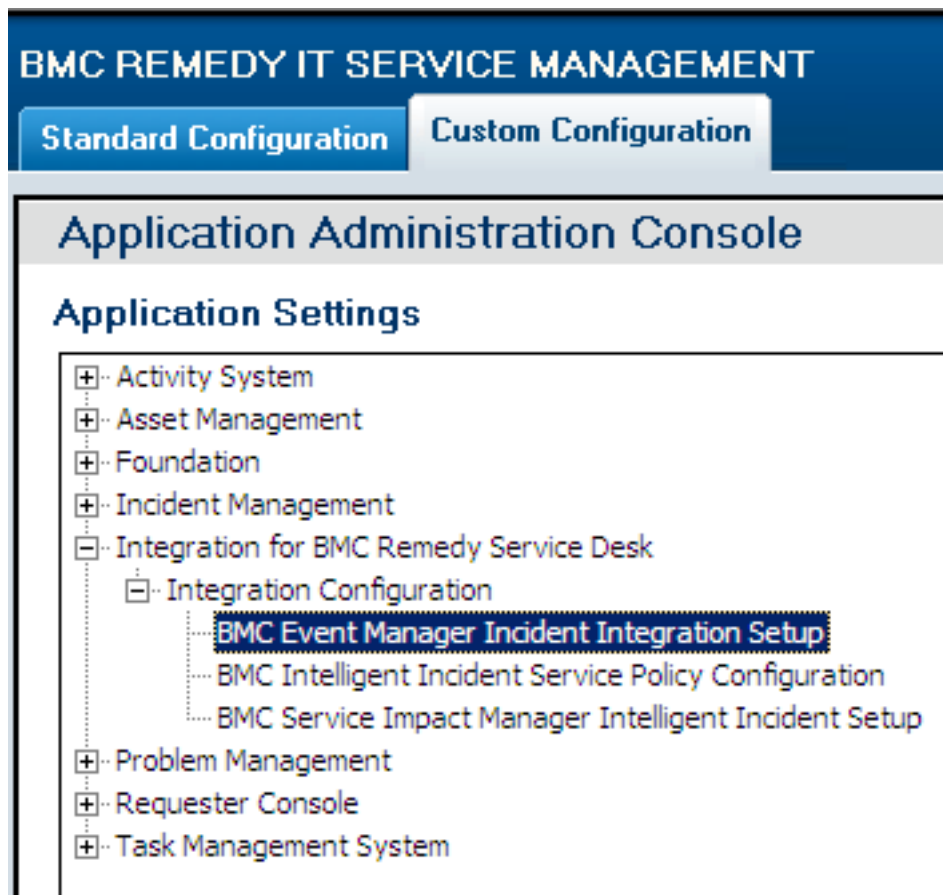 BMC REMEDY IT SERVICE MANAGEMENT
Standard Configuration Custom Configuration
Application Administration Console
Application Settings
Activity System
Asset Management
Foundation
Incident Management
Integration for BMC Remedy Service Desk
Integration Configuration
BMC Event Manager Incident Integration Setup
BMC Intelligent Incident Service Policy Configuration
BMC Service Impact Manager Intelligent Incident Setup
Problem Management
Requester Console
Task Management System